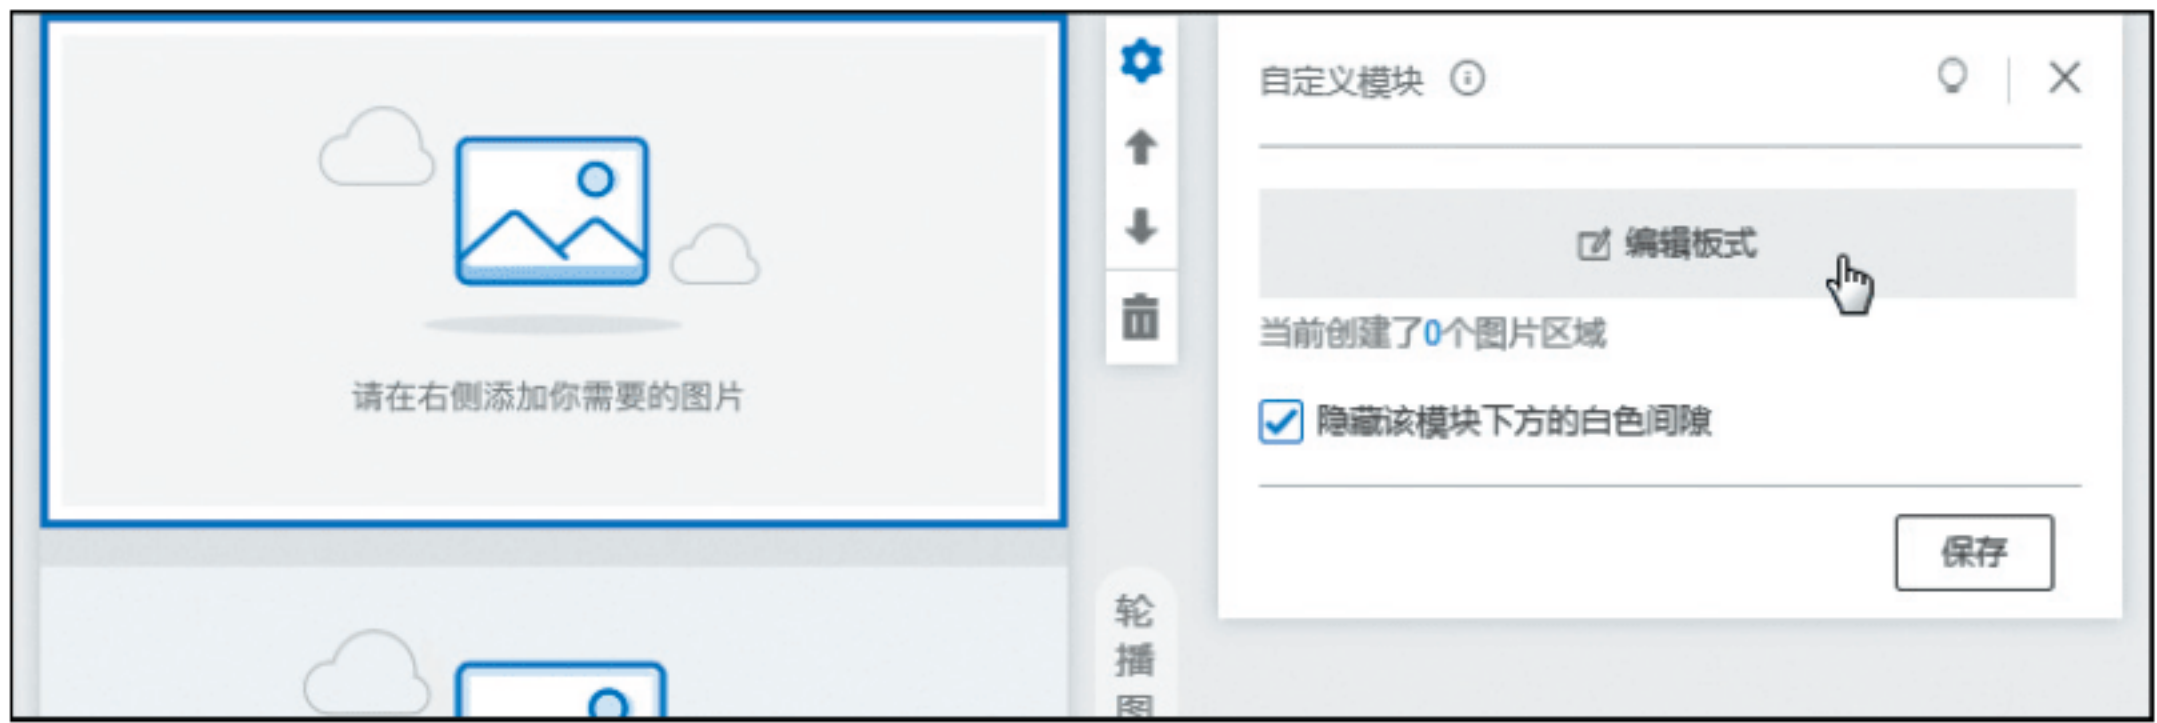 请在右侧添加你需要的图片
轮
播
图
自定义模块
编辑板式
当前创建了0个图片区域
隐藏该模块下方的白色间隙
保存